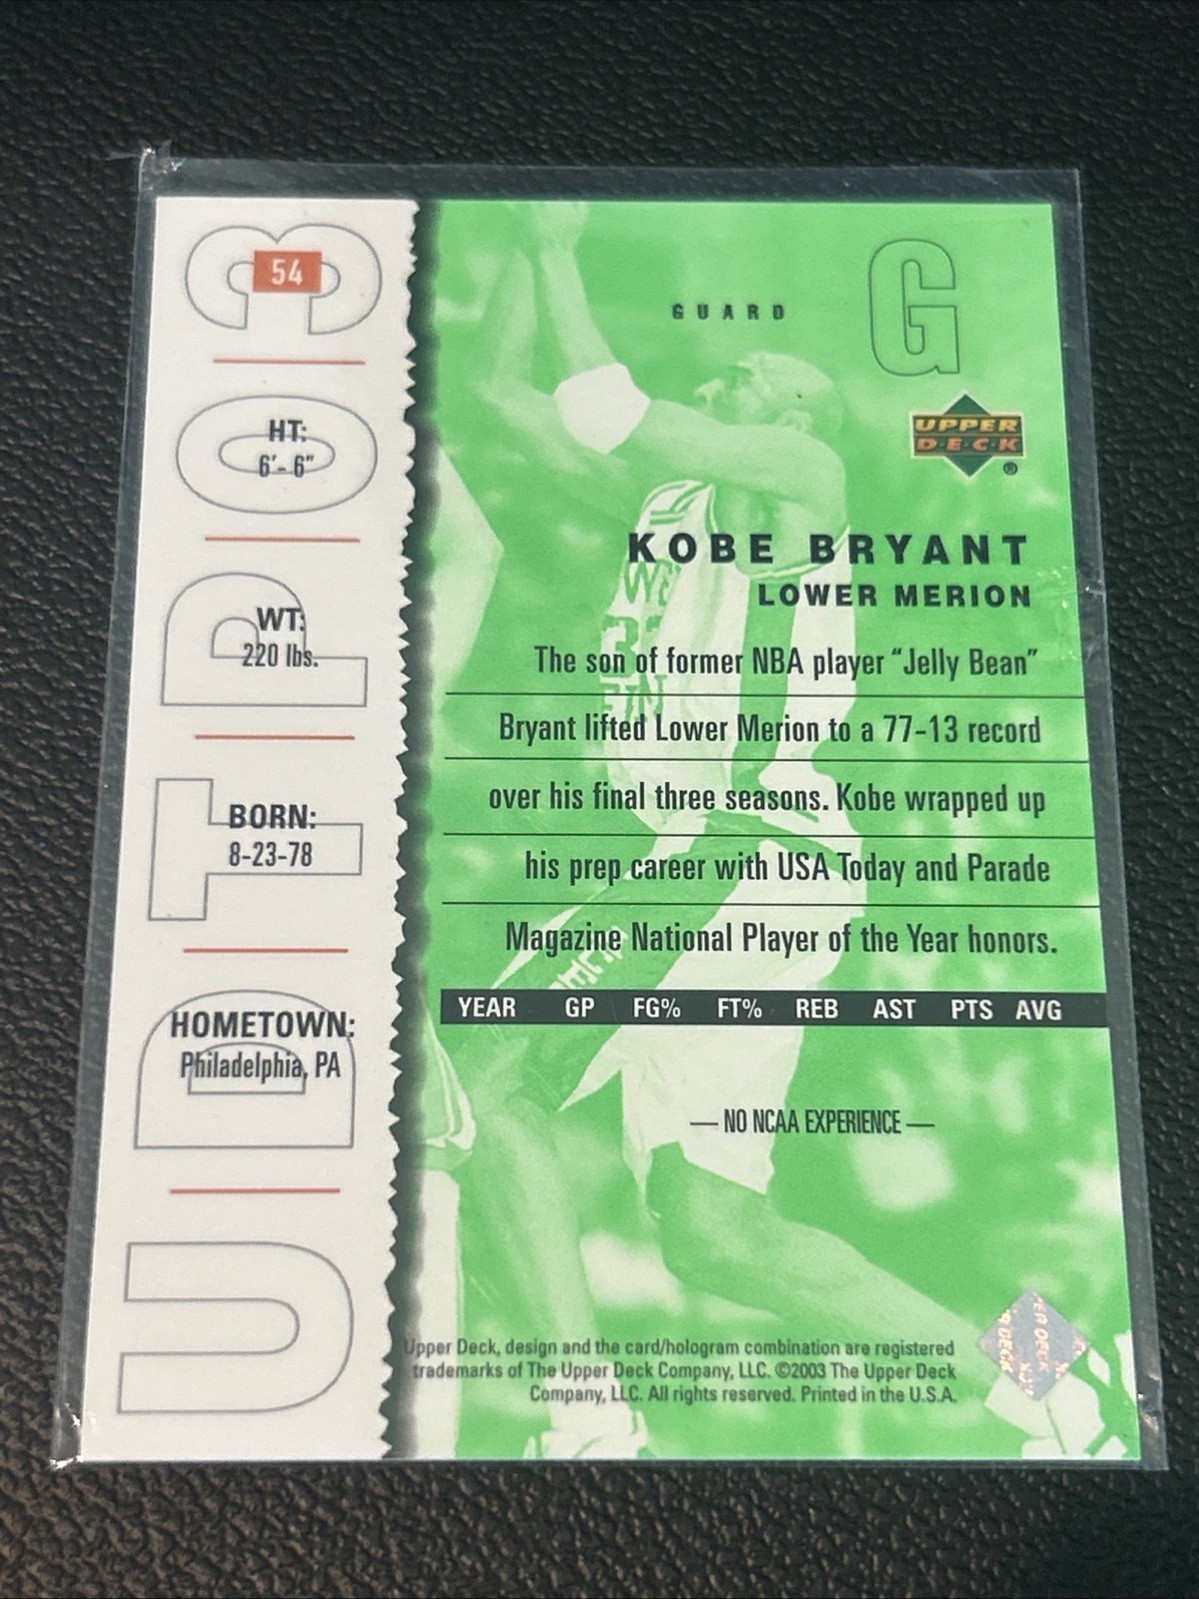 54
HT:
6'- 6"
WT:
220 lbs.
BORN:
8-23-78
HOMETOWN:
Philadelphia, PA
UDTP03
GUARD
G
UPPER
DECK
®
KOBE BRYANT
LOWER MERION
The son of former NBA player "Jelly Bean"
Bryant lifted Lower Merion to a 77-13 record
over his final three seasons. Kobe wrapped up
his prep career with USA Today and Parade
Magazine National Player of the Year honors.
YEAR GP FG% FT% REB AST PTS AVG
— NO NCAA EXPERIENCE —
Upper Deck, design and the card/hologram combination are registered
trademarks of The Upper Deck Company, LLC. ©2003 The Upper Deck
Company, LLC. All rights reserved. Printed in the U.S.A.